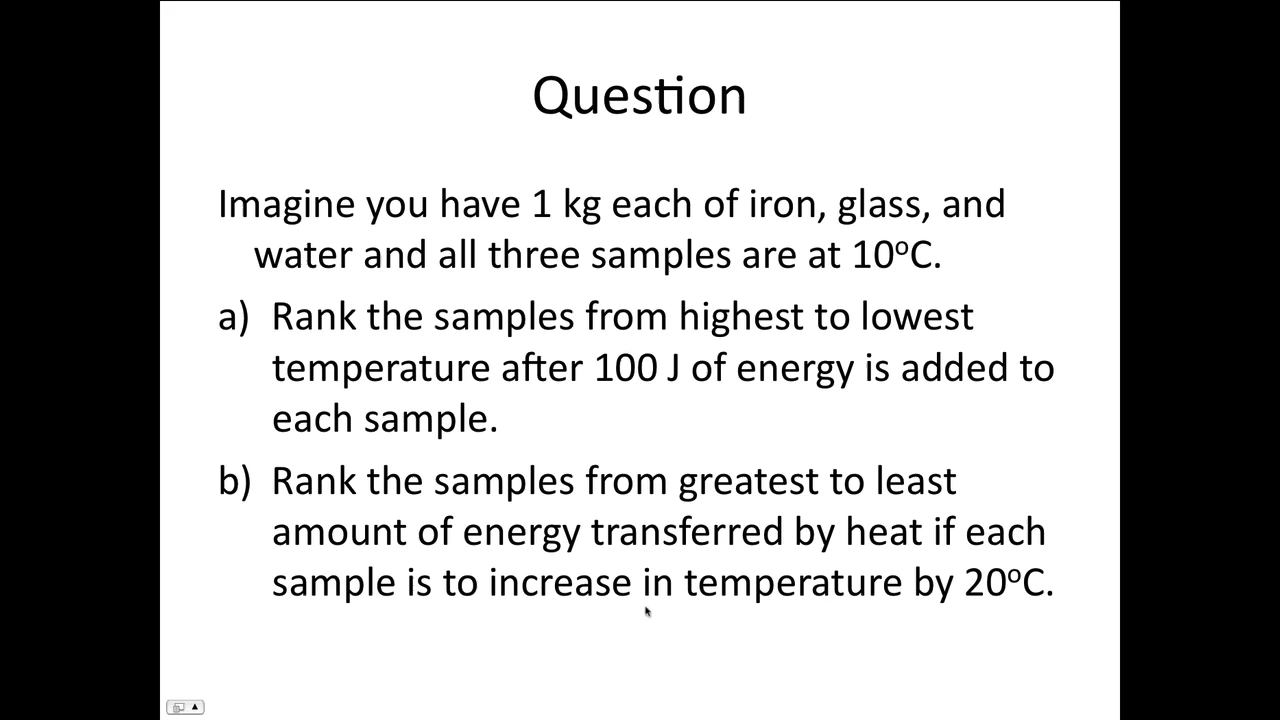 Question
Imagine you have 1 kg each of iron, glass, and
water and all three samples are at 10ºC.
a) Rank the samples from highest to lowest
temperature after 100 J of energy is added to
each sample.
b) Rank the samples from greatest to least
amount of energy transferred by heat if each
sample is to increase in temperature by 20ºC.